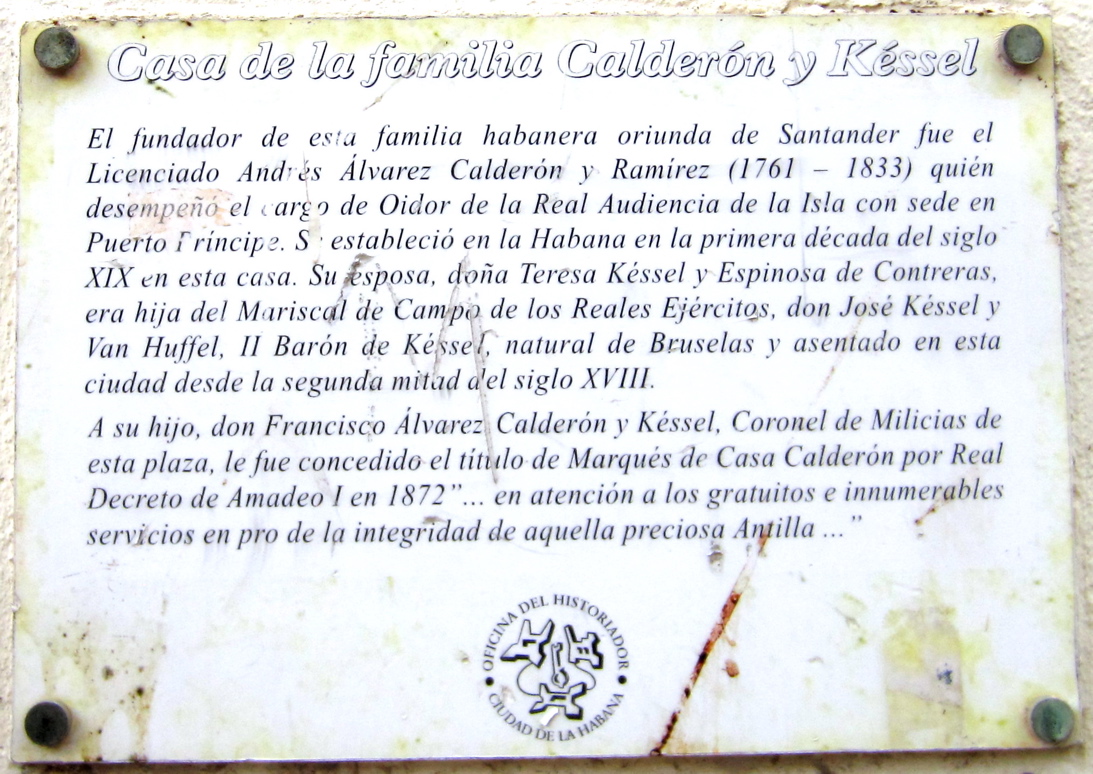 Casa de la familia Calderón y Késsel
El fundador de esta familia habanera oriunda de Santander fue el
Licenciado Andrés Álvarez Calderón y Ramírez (1761 – 1833) quién
desempeñó el cargo de Oidor de la Real Audiencia de la Isla con sede en
Puerto Príncipe. Se estableció en la Habana en la primera década del siglo
XIX en esta casa. Su esposa, doña Teresa Késsel y Espinosa de Contreras,
era hija del Mariscal de Campo de los Reales Ejércitos, don José Késsel y
Van Huffel, II Barón de Késsel, natural de Bruselas y asentado en esta
ciudad desde la segunda mitad del siglo XVIII.
A su hijo, don Francisco Álvarez Calderón y Késsel, Coronel de Milicias de
esta plaza, le fue concedido el título de Marqués de Casa Calderón por Real
Decreto de Amadeo I en 1872”... en atención a los gratuitos e innumerables
servicios en pro de la integridad de aquella preciosa Antilla ...”
OFICINA DEL HISTORIADOR
• CIUDAD DE LA HABANA •